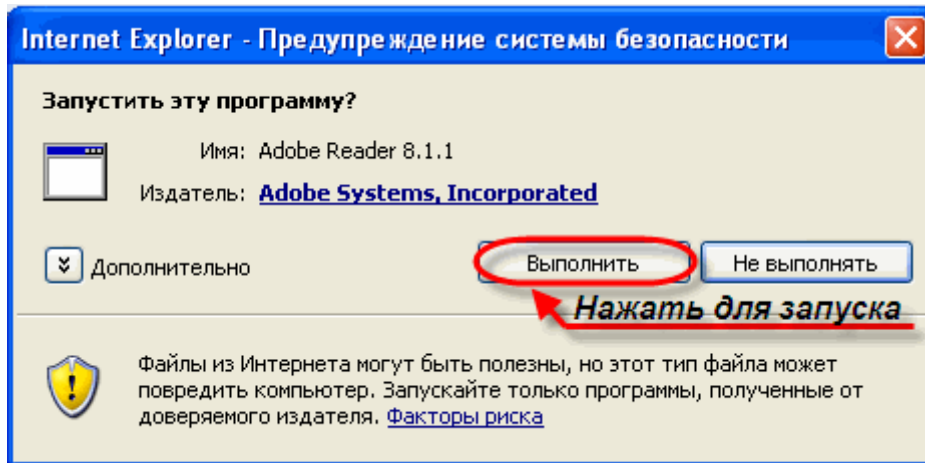 Internet Explorer - Предупреждение системы безопасности
Запустить эту программу?
Имя: Adobe Reader 8.1.1
Издатель: Adobe Systems, Incorporated
Дополнительно
Выполнить
Не выполнять
Нажать для запуска
Файлы из Интернета могут быть полезны, но этот тип файла может
повредить компьютер. Запускайте только программы, полученные от
доверяемого издателя. Факторы риска